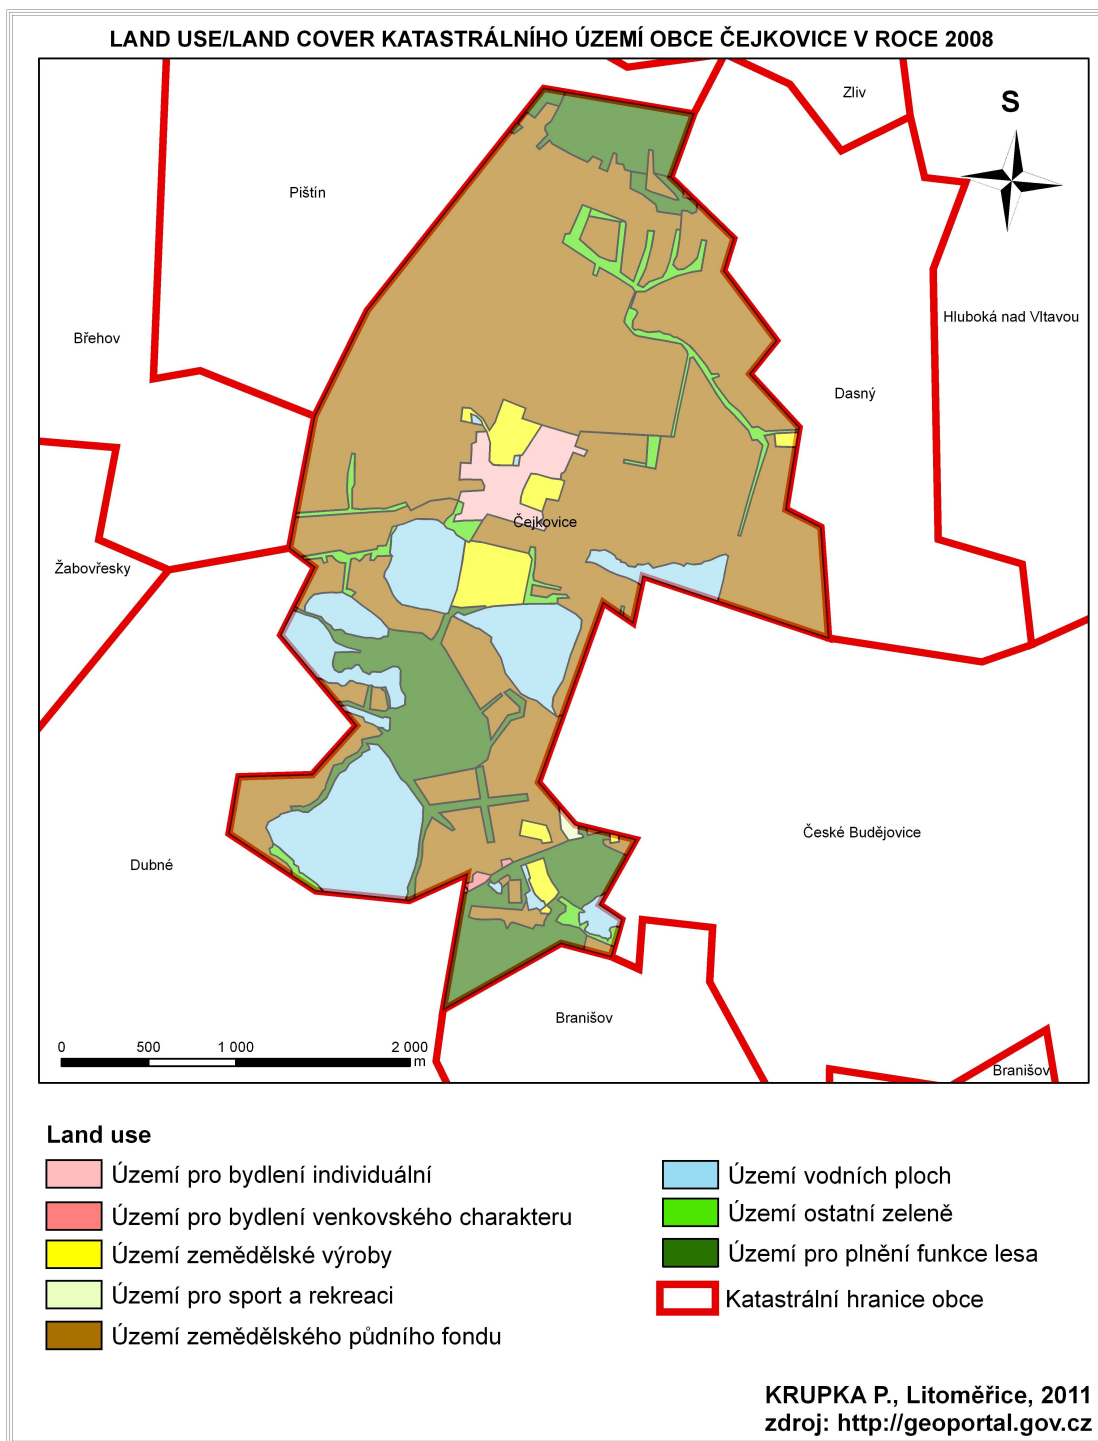 LAND USE/LAND COVER KATASTRÁLNÍHO ÚZEMÍ OBCE ČEJKOVICE V ROCE 2008
Zliv
S
Pištín
Hluboká nad Vltavou
Břehov
Dasný
Čejkovice
Žabovřesky
České Budějovice
Dubné
Branišov
0 500 1 000 2 000
m
Branišov
Land use
Území pro bydlení individuální
Území pro bydlení venkovského charakteru
Území zemědělské výroby
Území pro sport a rekreaci
Území zemědělského půdního fondu
Území vodních ploch
Území ostatní zeleně
Území pro plnění funkce lesa
Katastrální hranice obce
KRUPKA P., Litoměřice, 2011
zdroj: http://geoportal.gov.cz